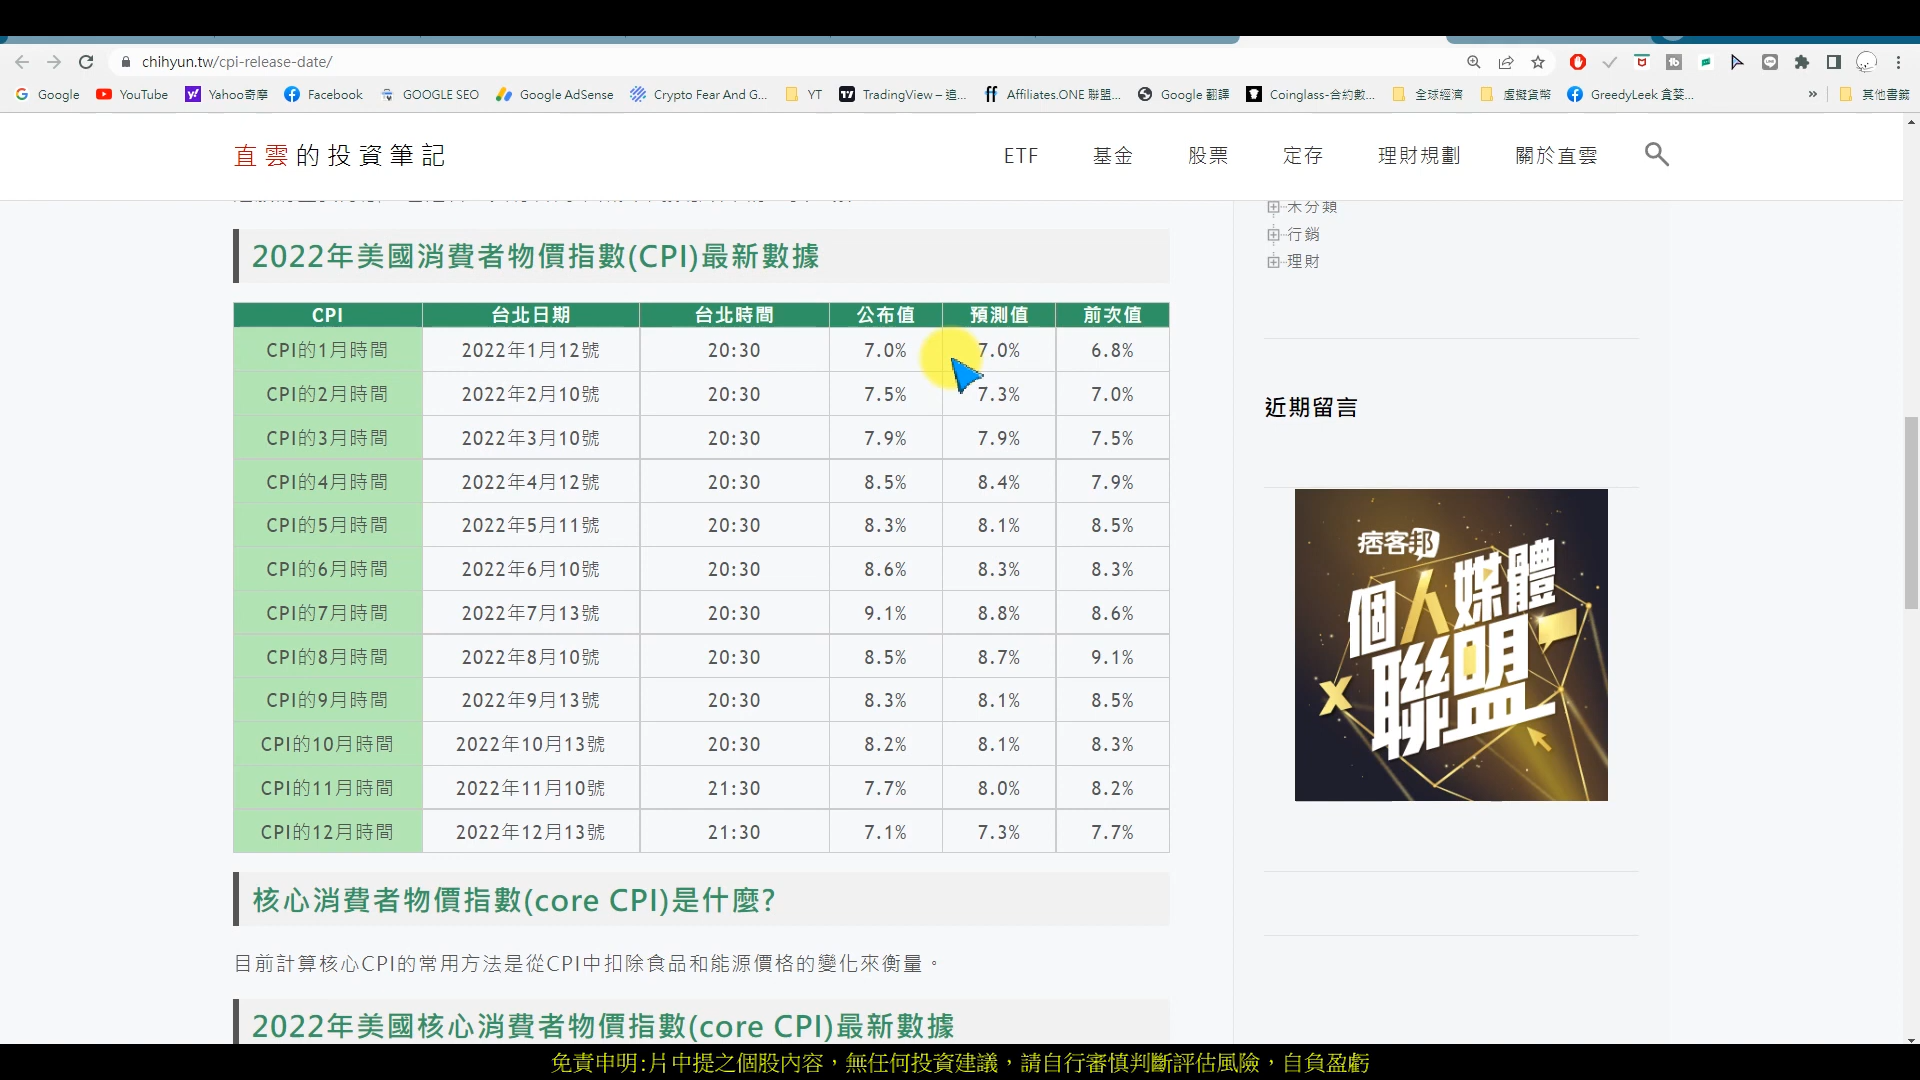 chihyun.tw/cpi-release-date/
Google YouTube Yahoo奇摩 Facebook GOOGLE SEO Google AdSense Crypto Fear And G... YT TradingView – 追... Affiliates.ONE 聯盟... Google 翻譯 Coinglass-合約數... 全球經濟 虛擬貨幣 GreedyLeek 貪婪... » 其他書籤
直雲的投資筆記 ETF 基金 股票 定存 理財規劃 關於直雲
未分類
行銷
理財
2022年美國消費者物價指數(CPI)最新數據
CPI 台北日期 台北時間 公布值 預測值 前次值
CPI的1月時間 2022年1月12號 20:30 7.0% 7.0% 6.8%
CPI的2月時間 2022年2月10號 20:30 7.5% 7.3% 7.0%
CPI的3月時間 2022年3月10號 20:30 7.9% 7.9% 7.5%
CPI的4月時間 2022年4月12號 20:30 8.5% 8.4% 7.9%
CPI的5月時間 2022年5月11號 20:30 8.3% 8.1% 8.5%
CPI的6月時間 2022年6月10號 20:30 8.6% 8.3% 8.3%
CPI的7月時間 2022年7月13號 20:30 9.1% 8.8% 8.6%
CPI的8月時間 2022年8月10號 20:30 8.5% 8.7% 9.1%
CPI的9月時間 2022年9月13號 20:30 8.3% 8.1% 8.5%
CPI的10月時間 2022年10月13號 20:30 8.2% 8.1% 8.3%
CPI的11月時間 2022年11月10號 21:30 7.7% 8.0% 8.2%
CPI的12月時間 2022年12月13號 21:30 7.1% 7.3% 7.7%
近期留言
痞客邦
個人媒體
聯盟
核心消費者物價指數(core CPI)是什麼?
目前計算核心CPI的常用方法是從CPI中扣除食品和能源價格的變化來衡量。
2022年美國核心消費者物價指數(core CPI)最新數據
免責申明:片中提之個股內容，無任何投資建議，請自行審慎判斷評估風險，自負盈虧